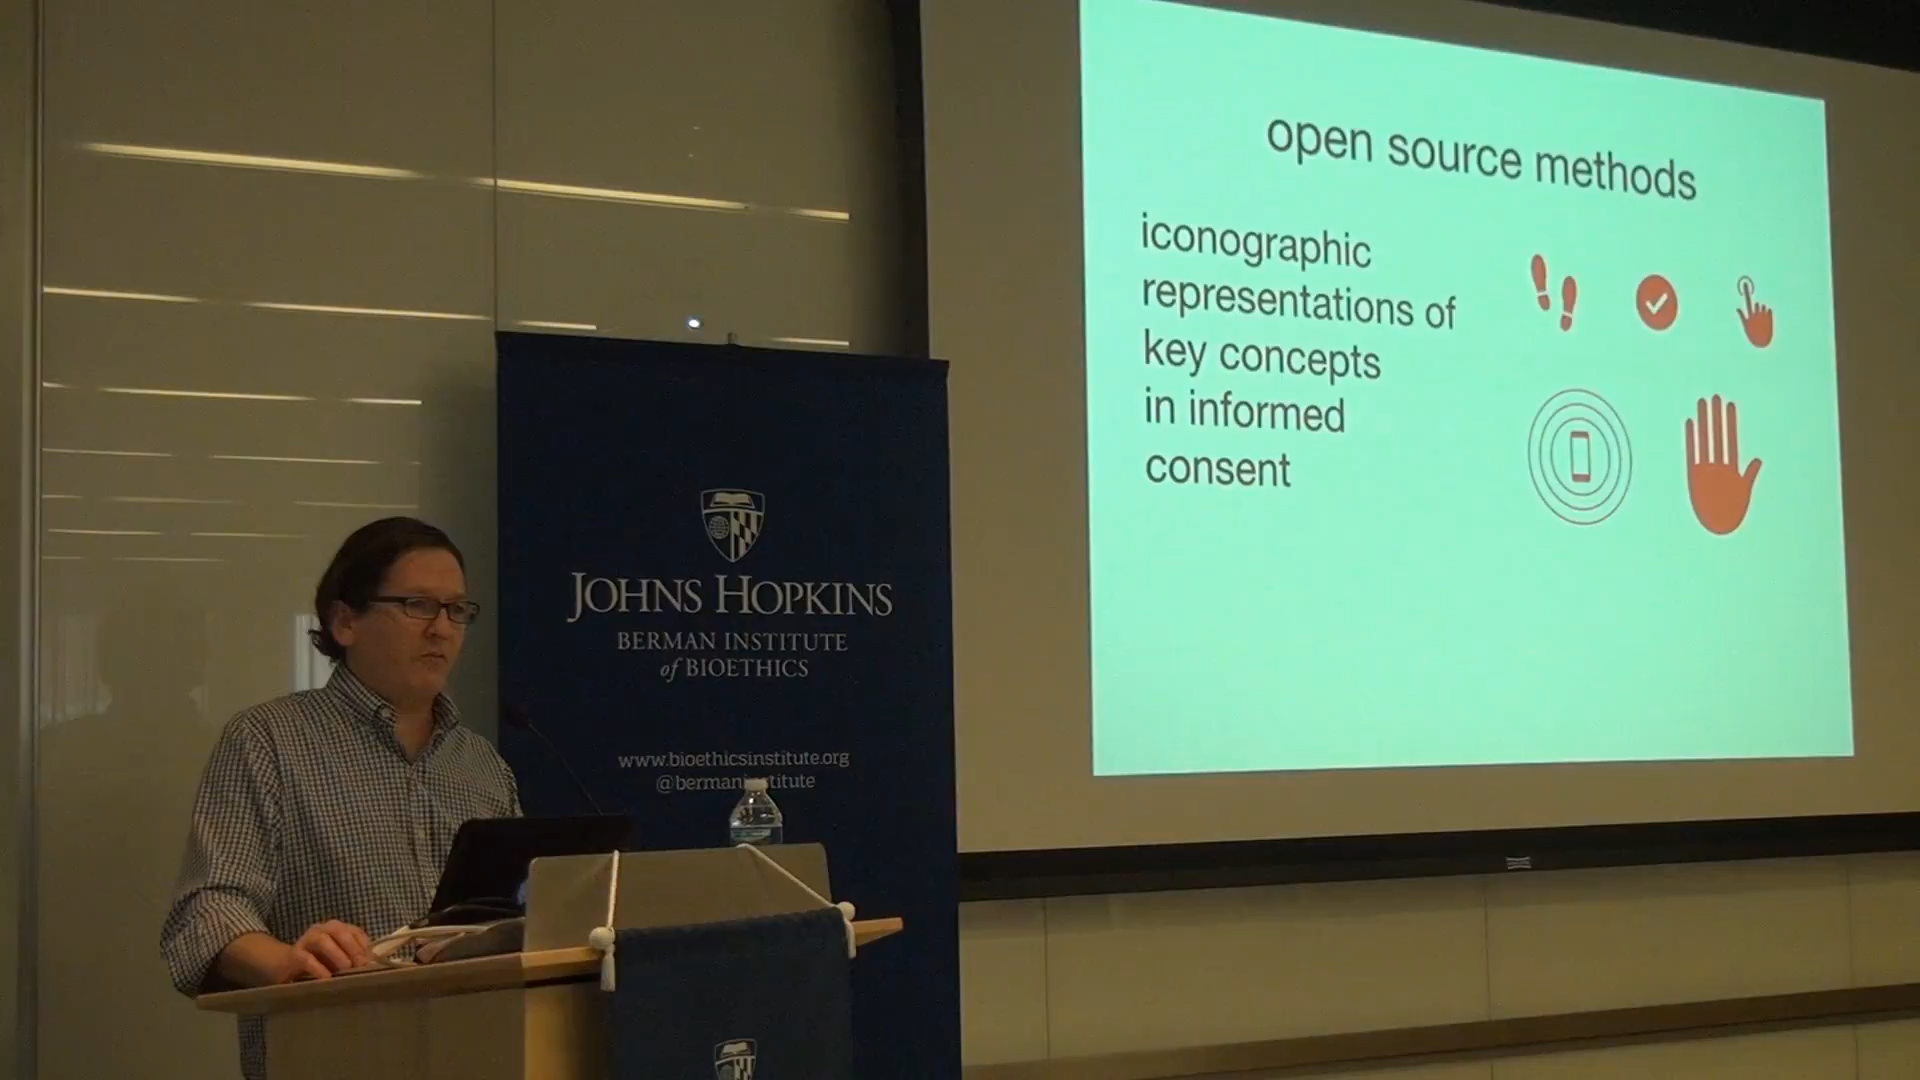 open source methods
iconographic
representations of
key concepts
in informed
consent
JOHNS HOPKINS
BERMAN INSTITUTE
of BIOETHICS
www.bioethicsinstitute.org